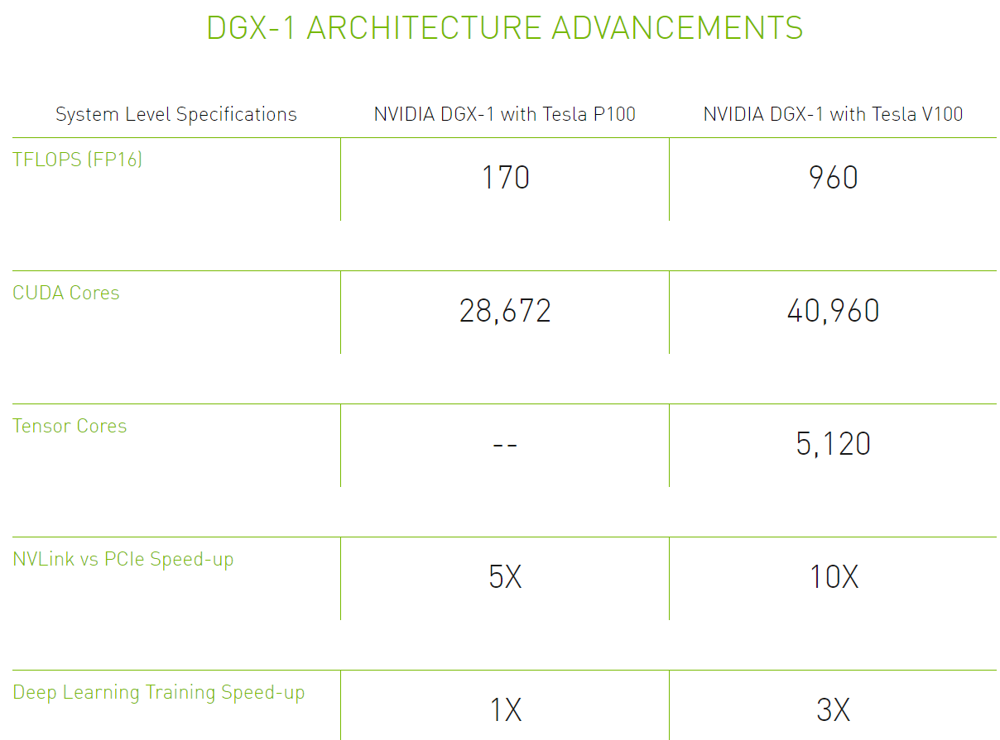 DGX-1 ARCHITECTURE ADVANCEMENTS
System Level Specifications NVIDIA DGX-1 with Tesla P100 NVIDIA DGX-1 with Tesla V100
TFLOPS (FP16) 170 960
CUDA Cores 28,672 40,960
Tensor Cores -- 5,120
NVLink vs PCIe Speed-up 5X 10X
Deep Learning Training Speed-up 1X 3X